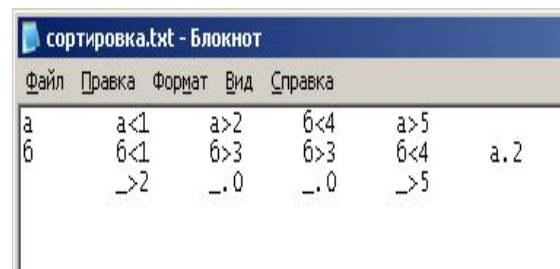 сортировка.txt - Блокнот
Файл Правка Формат Вид Справка
а а<1 а>2 б<4 а>5
б б<1 б>3 б>3 б<4 а.2
_>2 _.0 _.0 _>5